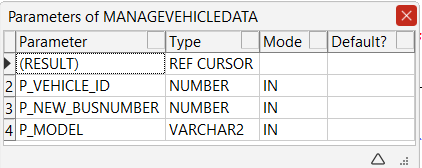 Parameters of MANAGEVEHICLEDATA
Parameter Type Mode Default?
(RESULT) REF CURSOR
2 P_VEHICLE_ID NUMBER IN
3 P_NEW_BUSNUMBER NUMBER IN
4 P_MODEL VARCHAR2 IN